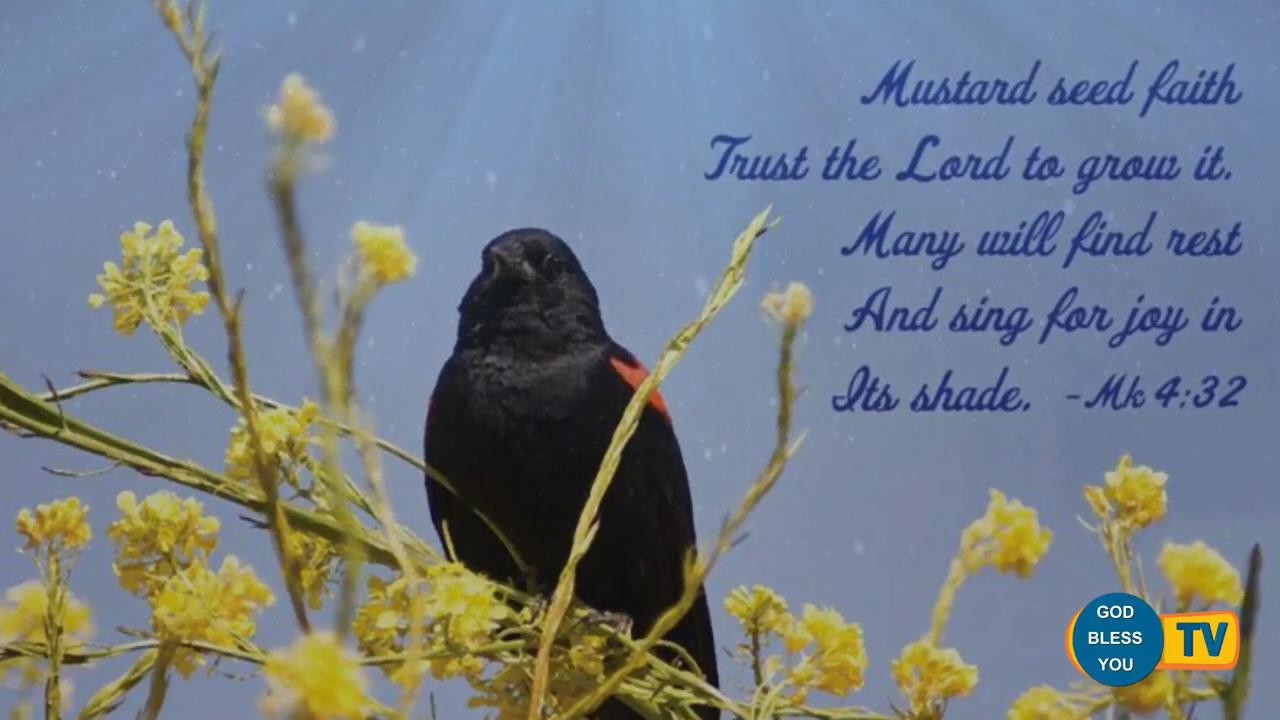 Mustard seed faith
Trust the Lord to grow it.
Many will find rest
And sing for joy in
Its shade. -Mk 4:32
GOD
BLESS
YOU
TV